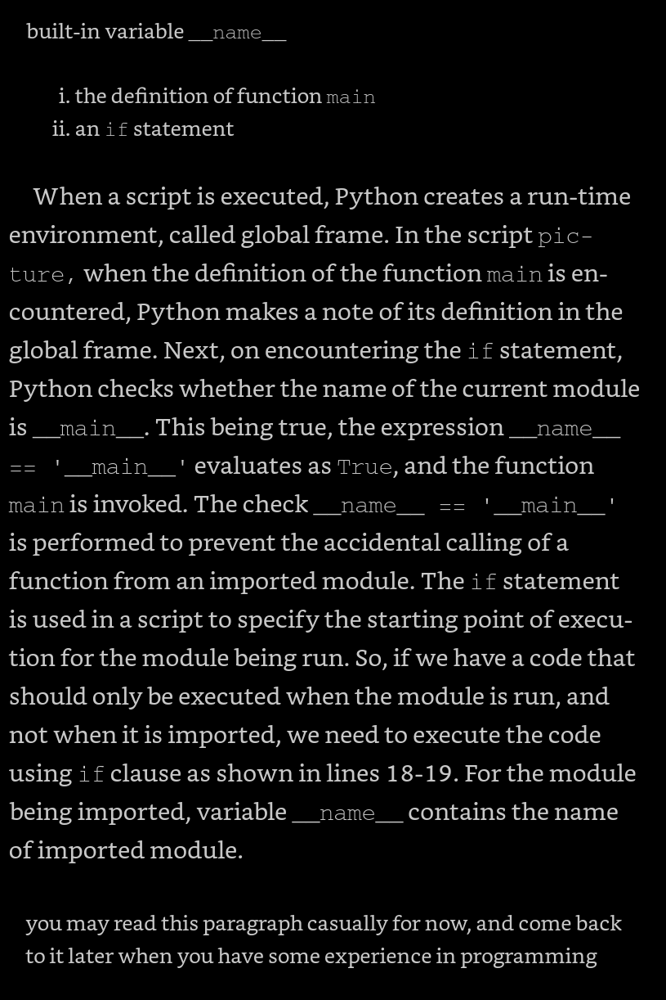 built-in variable __name__
i. the definition of function main
ii. an if statement
When a script is executed, Python creates a run-time
environment, called global frame. In the script pic-
ture, when the definition of the function main is en-
countered, Python makes a note of its definition in the
global frame. Next, on encountering the if statement,
Python checks whether the name of the current module
is __main__. This being true, the expression __name__
== '__main__' evaluates as True, and the function
main is invoked. The check __name__ == '__main__'
is performed to prevent the accidental calling of a
function from an imported module. The if statement
is used in a script to specify the starting point of execu-
tion for the module being run. So, if we have a code that
should only be executed when the module is run, and
not when it is imported, we need to execute the code
using if clause as shown in lines 18-19. For the module
being imported, variable __name__ contains the name
of imported module.
you may read this paragraph casually for now, and come back
to it later when you have some experience in programming